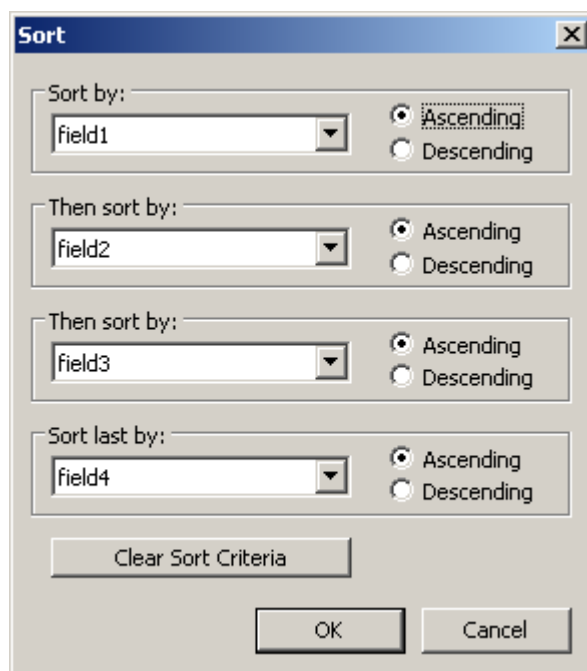 Sort
Sort by:
field1
Ascending
Descending
Then sort by:
field2
Ascending
Descending
Then sort by:
field3
Ascending
Descending
Sort last by:
field4
Ascending
Descending
Clear Sort Criteria
OK
Cancel